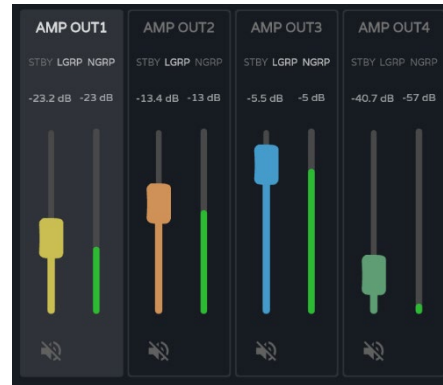 AMP OUT1 AMP OUT2 AMP OUT3 AMP OUT4
STBY LGRP NGRP STBY LGRP NGRP STBY LGRP NGRP STBY LGRP NGRP
-23.2 dB -23 dB -13.4 dB -13 dB -5.5 dB -5 dB -40.7 dB -57 dB